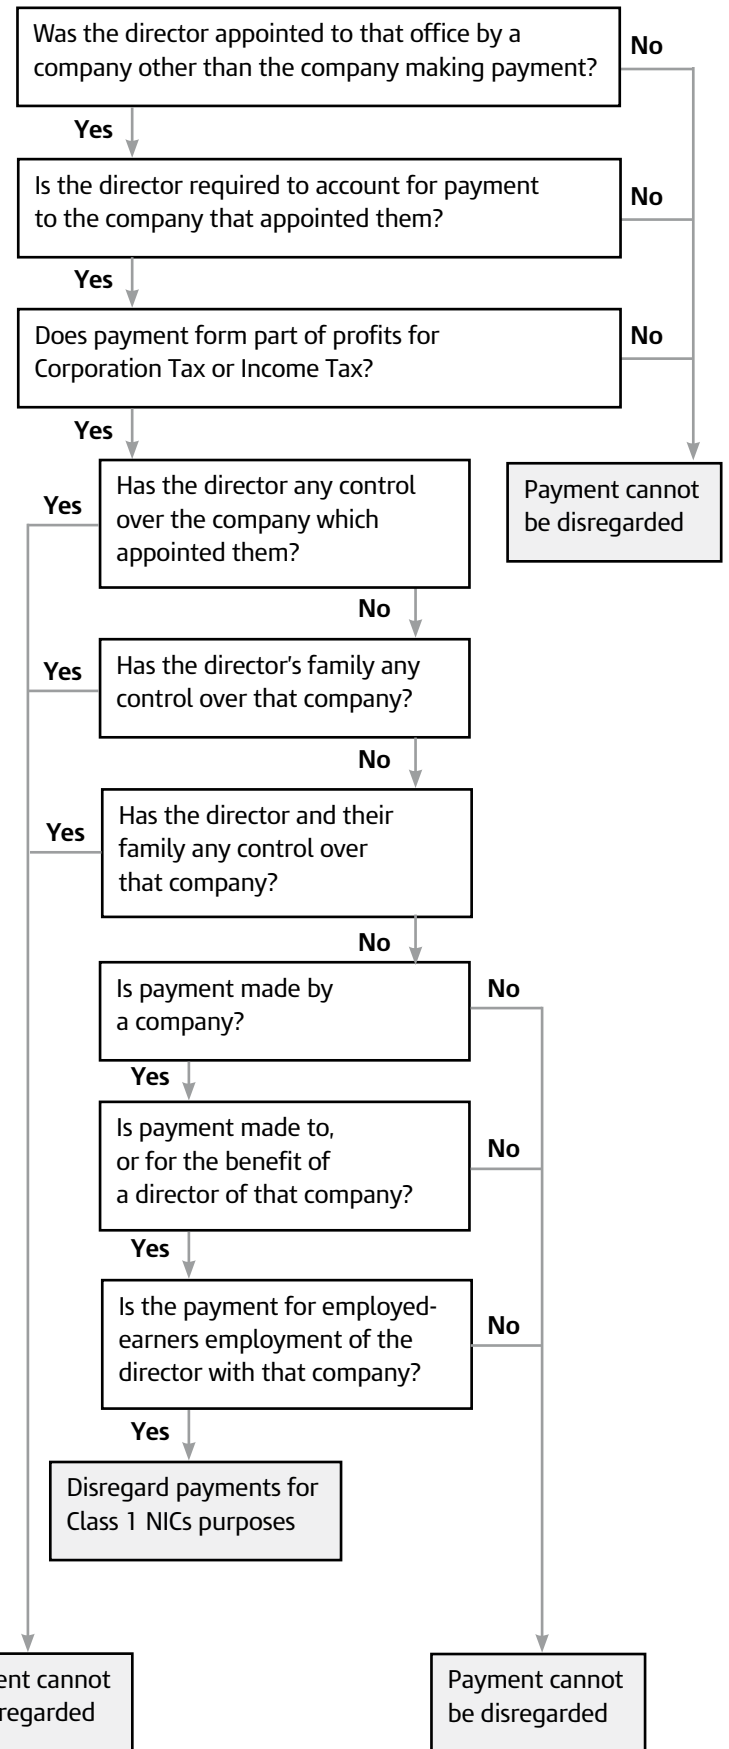 Was the director appointed to that office by a
company other than the company making payment?
No
Yes
Is the director required to account for payment
to the company that appointed them?
No
Yes
Does payment form part of profits for
Corporation Tax or Income Tax?
No
Yes
Payment cannot
be disregarded
Has the director any control
over the company which
appointed them?
Yes
No
Has the director's family any
control over that company?
Yes
No
Has the director and their
family any control over
that company?
Yes
No
Is payment made by
a company?
No
Yes
Is payment made to,
or for the benefit of
a director of that company?
No
Yes
Is the payment for employed-
earners employment of the
director with that company?
No
Yes
Disregard payments for
Class 1 NICs purposes
cannot
Payment cannot
be disregarded